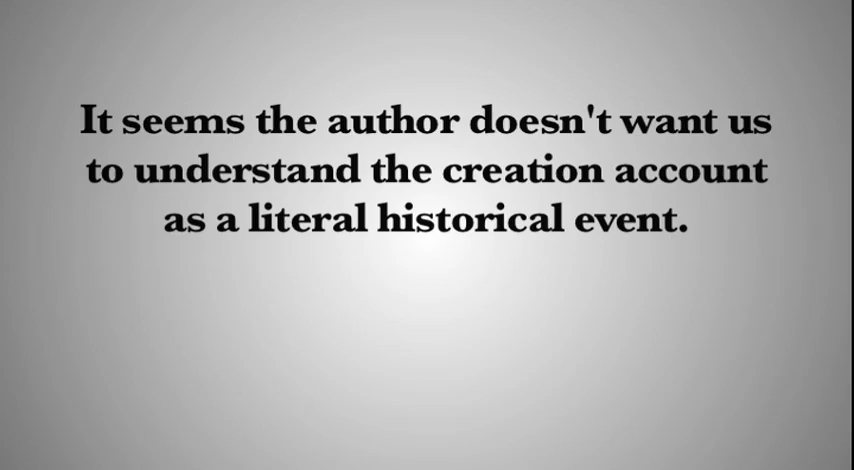 It seems the author doesn't want us
to understand the creation account
as a literal historical event.